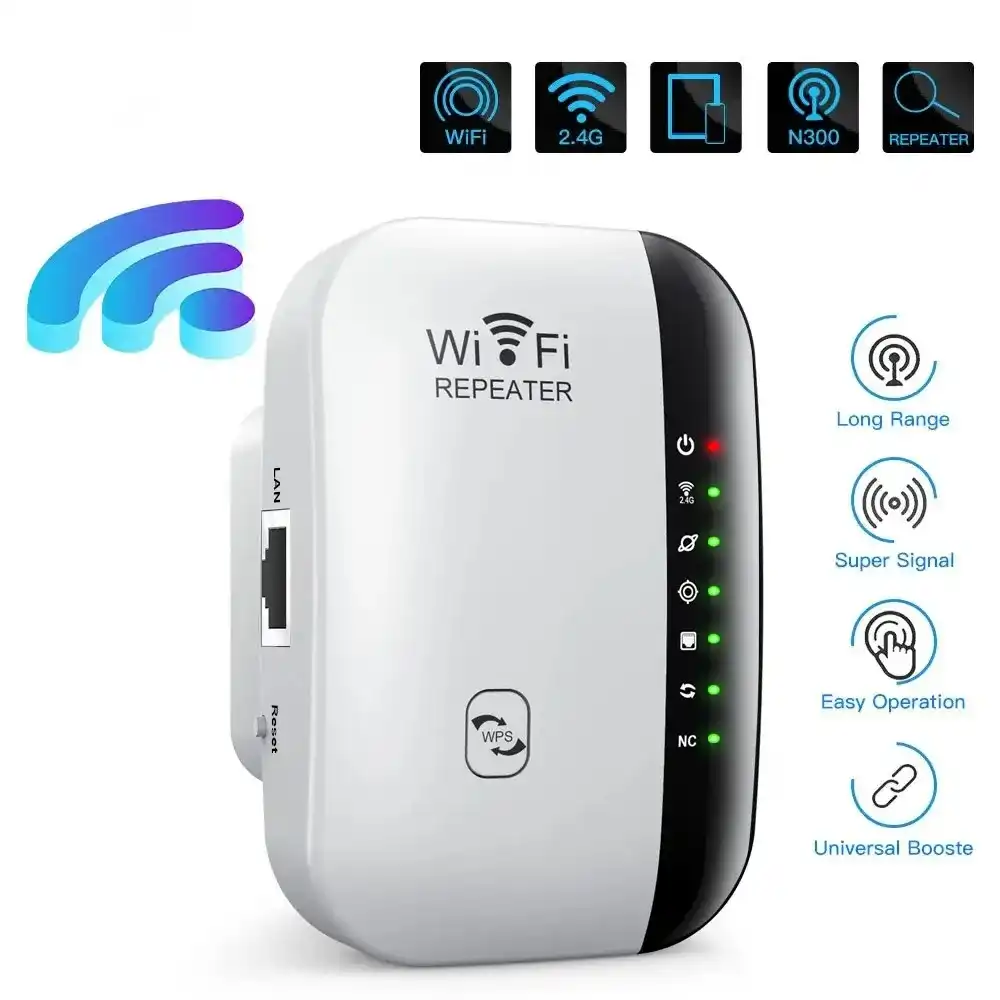 WiFi
2.4G
N300
REPEATER
Wi Fi
REPEATER
LAN
2.4G
WPS
Reset
NC
Long Range
Super Signal
Easy Operation
Universal Booste